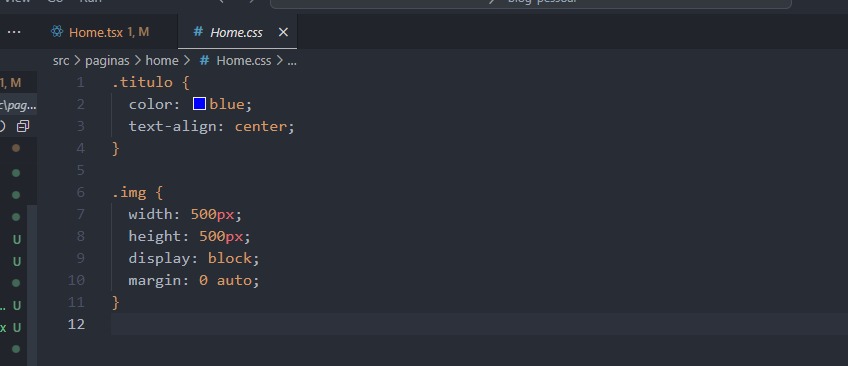 View Go Run
blog-pessoal
Home.tsx 1, M
# Home.css
src > paginas > home > # Home.css > ...
1, M
c\pag...
1 .titulo {
2 color: blue;
3 text-align: center;
4 }
5
6 .img {
7 width: 500px;
8 height: 500px;
9 display: block;
10 margin: 0 auto;
11 }
12
U
U
.. U
x U